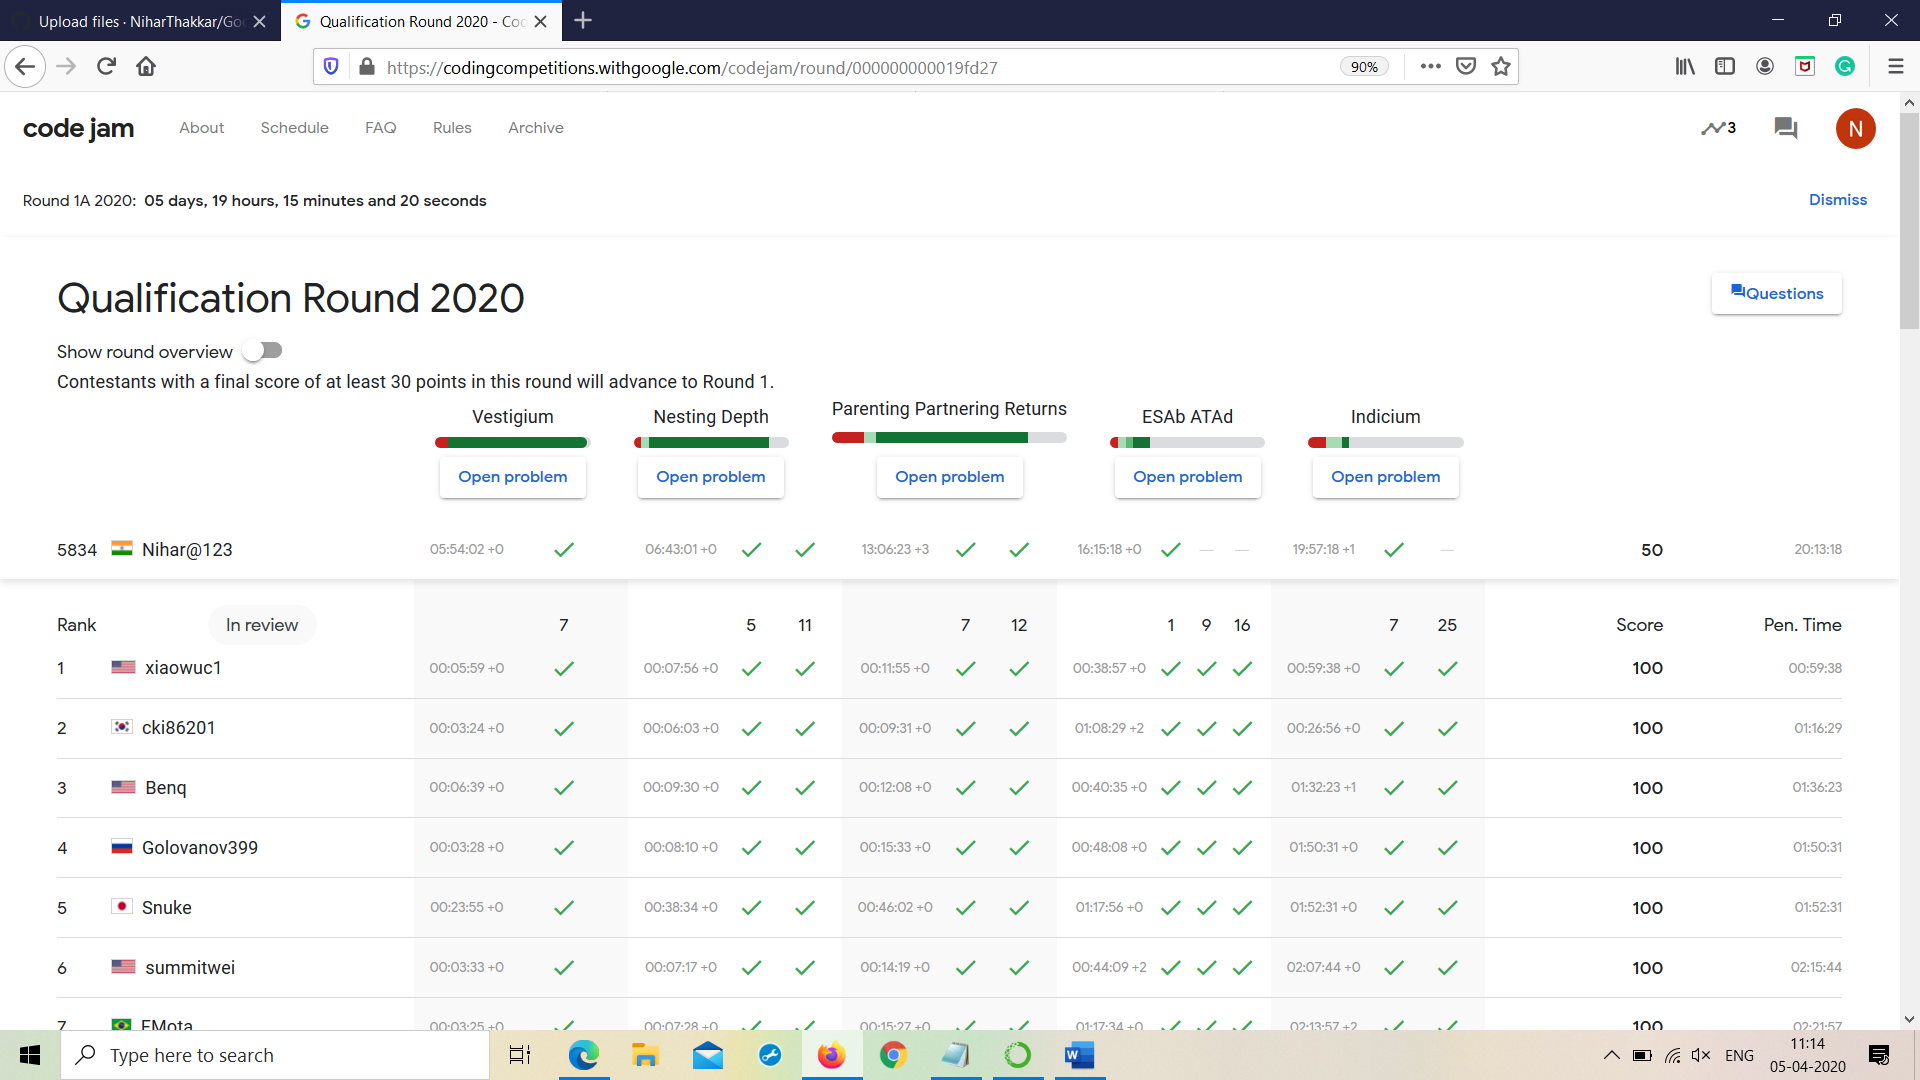 Upload files · NiharThakkar/Goo
Qualification Round 2020 - Cod
https://codingcompetitions.withgoogle.com/codejam/round/000000000019fd27
90%
code jam About Schedule FAQ Rules Archive 3 N
Round 1A 2020: 05 days, 19 hours, 15 minutes and 20 seconds Dismiss
Qualification Round 2020 Questions
Show round overview
Contestants with a final score of at least 30 points in this round will advance to Round 1.
Vestigium Nesting Depth Parenting Partnering Returns ESAb ATAd Indicium
Open problem Open problem Open problem Open problem Open problem
5834 Nihar@123 05:54:02 +0 06:43:01 +0 13:06:23 +3 16:15:18 +0 19:57:18 +1 50 20:13:18
Rank In review 7 5 11 7 12 1 9 16 7 25 Score Pen. Time
1 xiaowuc1 00:05:59 +0 00:07:56 +0 00:11:55 +0 00:38:57 +0 00:59:38 +0 100 00:59:38
2 cki86201 00:03:24 +0 00:06:03 +0 00:09:31 +0 01:08:29 +2 00:26:56 +0 100 01:16:29
3 Benq 00:06:39 +0 00:09:30 +0 00:12:08 +0 00:40:35 +0 01:32:23 +1 100 01:36:23
4 Golovanov399 00:03:28 +0 00:08:10 +0 00:15:33 +0 00:48:08 +0 01:50:31 +0 100 01:50:31
5 Snuke 00:23:55 +0 00:38:34 +0 00:46:02 +0 01:17:56 +0 01:52:31 +0 100 01:52:31
6 summitwei 00:03:33 +0 00:07:17 +0 00:14:19 +0 00:44:09 +2 02:07:44 +0 100 02:15:44
7 EMota 00:03:25 +0 00:07:28 +0 00:15:27 +0 01:17:34 +0 02:13:57 +2 100 02:21:57
Type here to search
ENG
11:14
05-04-2020